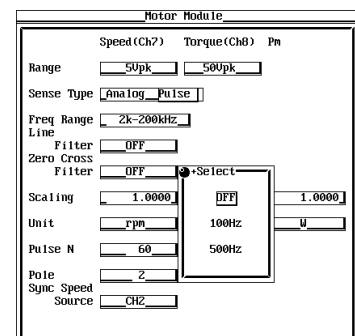 Motor Module
Speed(Ch7) Torque(Ch8) Pm
Range 5Vpk 50Vpk
Sense Type Analog Pulse
Freq Range 2k-200kHz
Line
Filter OFF
Zero Cross
Filter OFF +Select
Scaling 1.0000 OFF 1.0000
Unit rpm 100Hz W
Pulse N 60 500Hz
Pole 2
Sync Speed
Source CH2